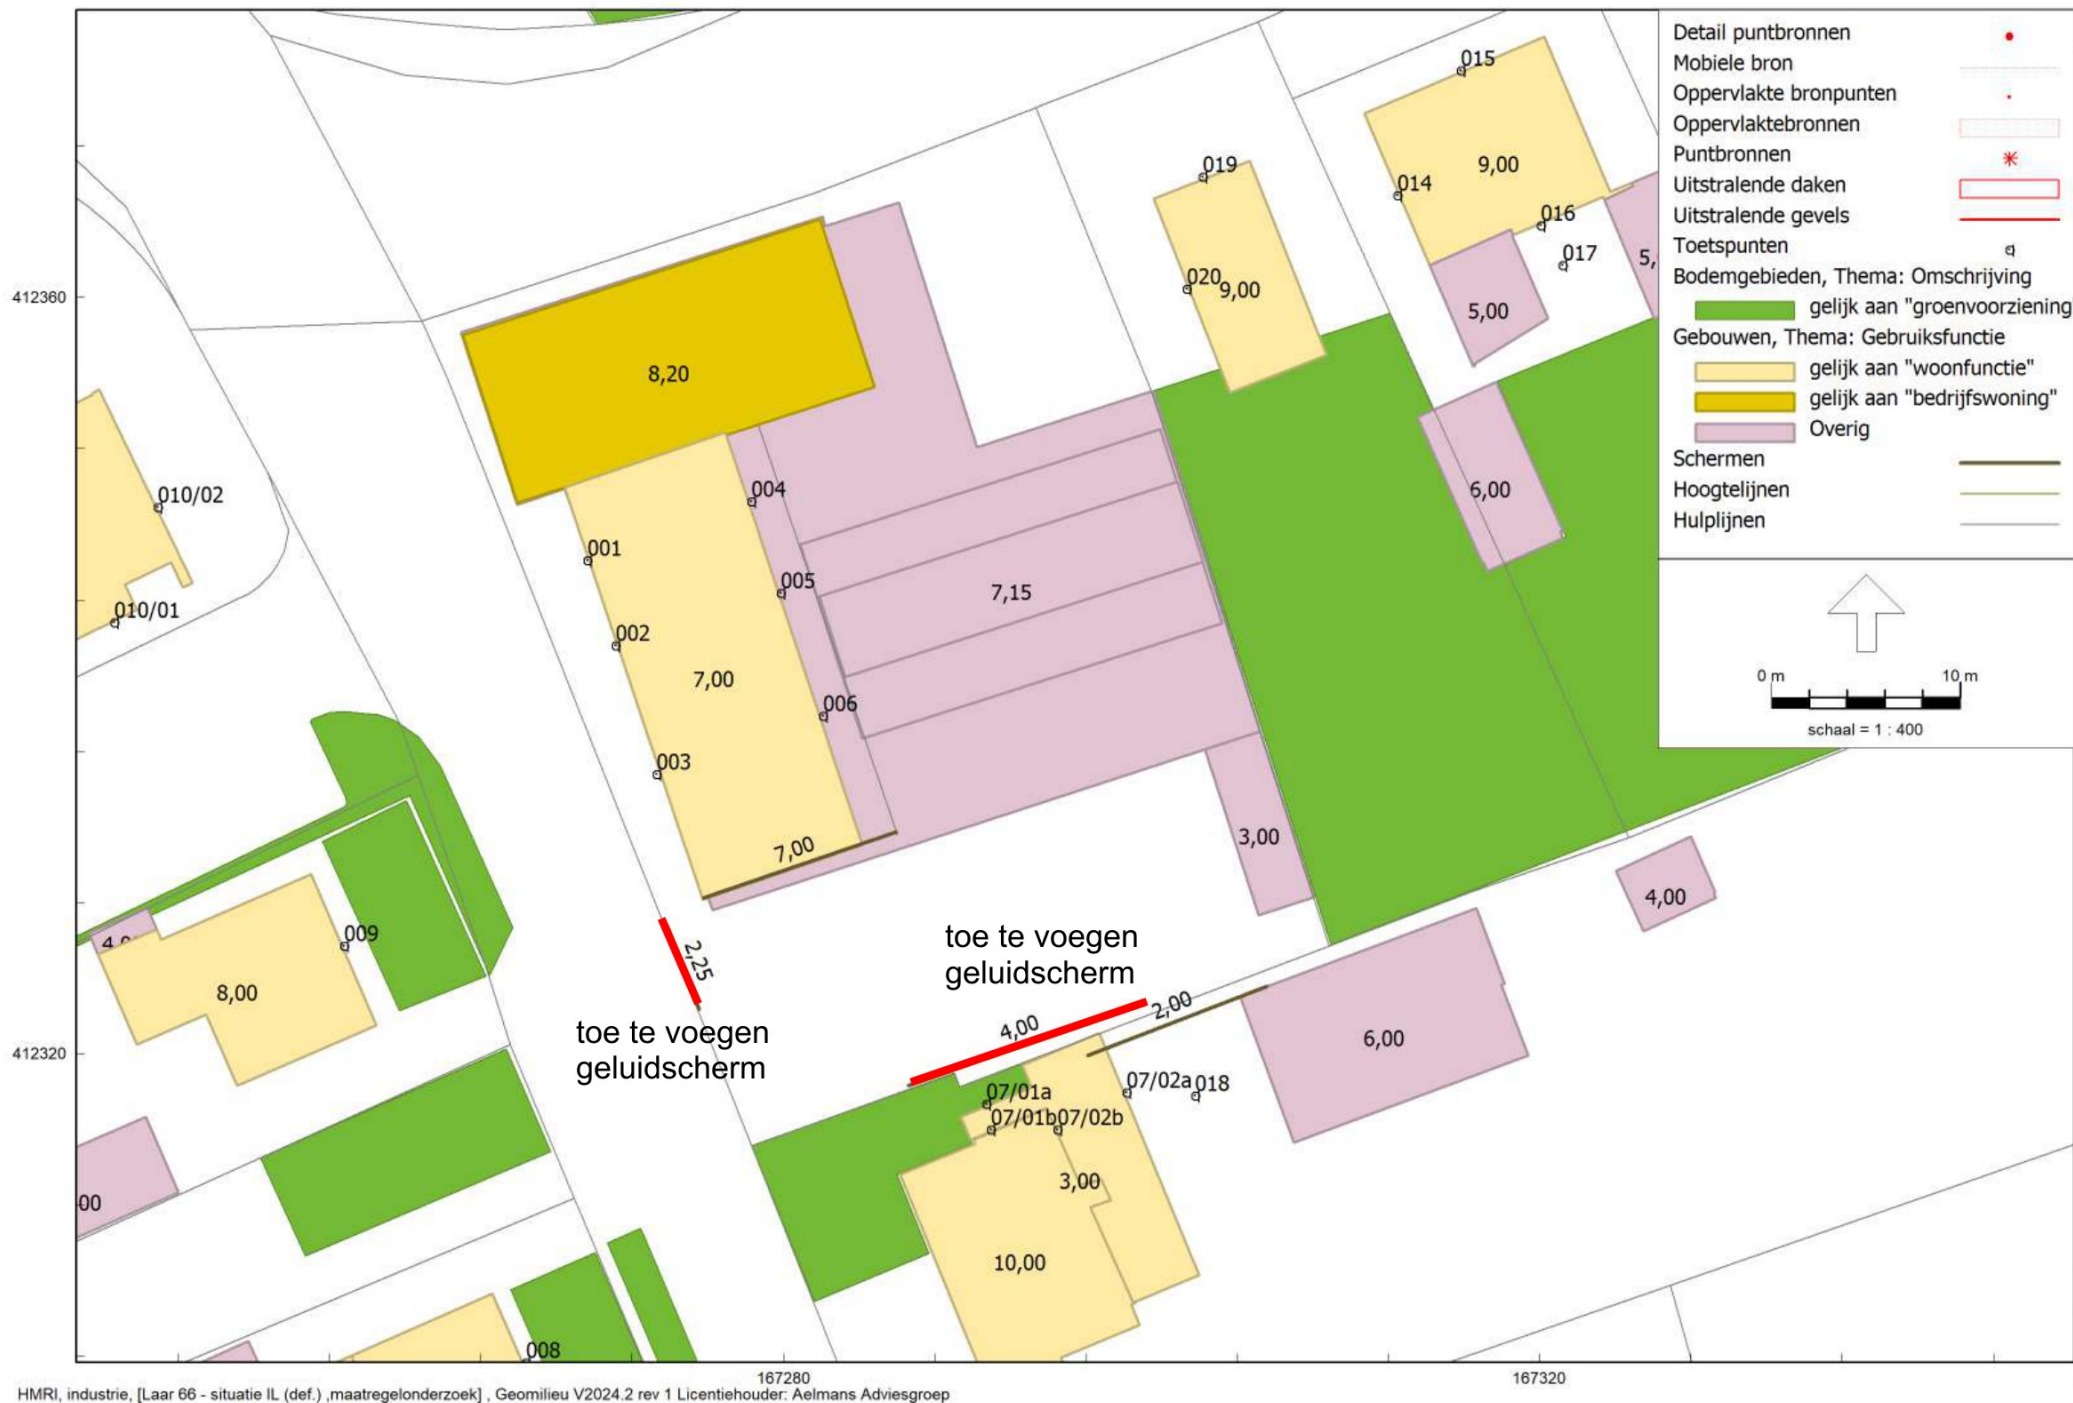 Detail puntbronnen
Mobiele bron
Oppervlakte bronpunten
Oppervlaktebronnen
Puntbronnen
Uitstralende daken
Uitstralende gevels
Toetspunten
Bodemgebieden, Thema: Omschrijving
gelijk aan "groenvoorziening
Gebouwen, Thema: Gebruiksfunctie
gelijk aan "woonfunctie"
gelijk aan "bedrijfswoning"
Overig
Schermen
Hoogtelijnen
Hulplijnen
0 m 10 m
schaal = 1 : 400
015
9,00
014
016
017
019
020
9,00
5,00
5,
412360
8,20
6,00
010/02
004
001
005
010/01
7,15
002
7,00
006
003
7,00
3,00
4,00
009
8,00
2,25
toe te voegen
geluidscherm
toe te voegen
geluidscherm
4,00
2,00
6,00
412320
07/01a
07/02a
018
07/01b
07/02b
3,00
00
10,00
008
167280
167320
HMRI, industrie, [Laar 66 - situatie IL (def.) ,maatregelonderzoek] , Geomilieu V2024.2 rev 1 Licentiehouder: Aelmans Adviesgroep